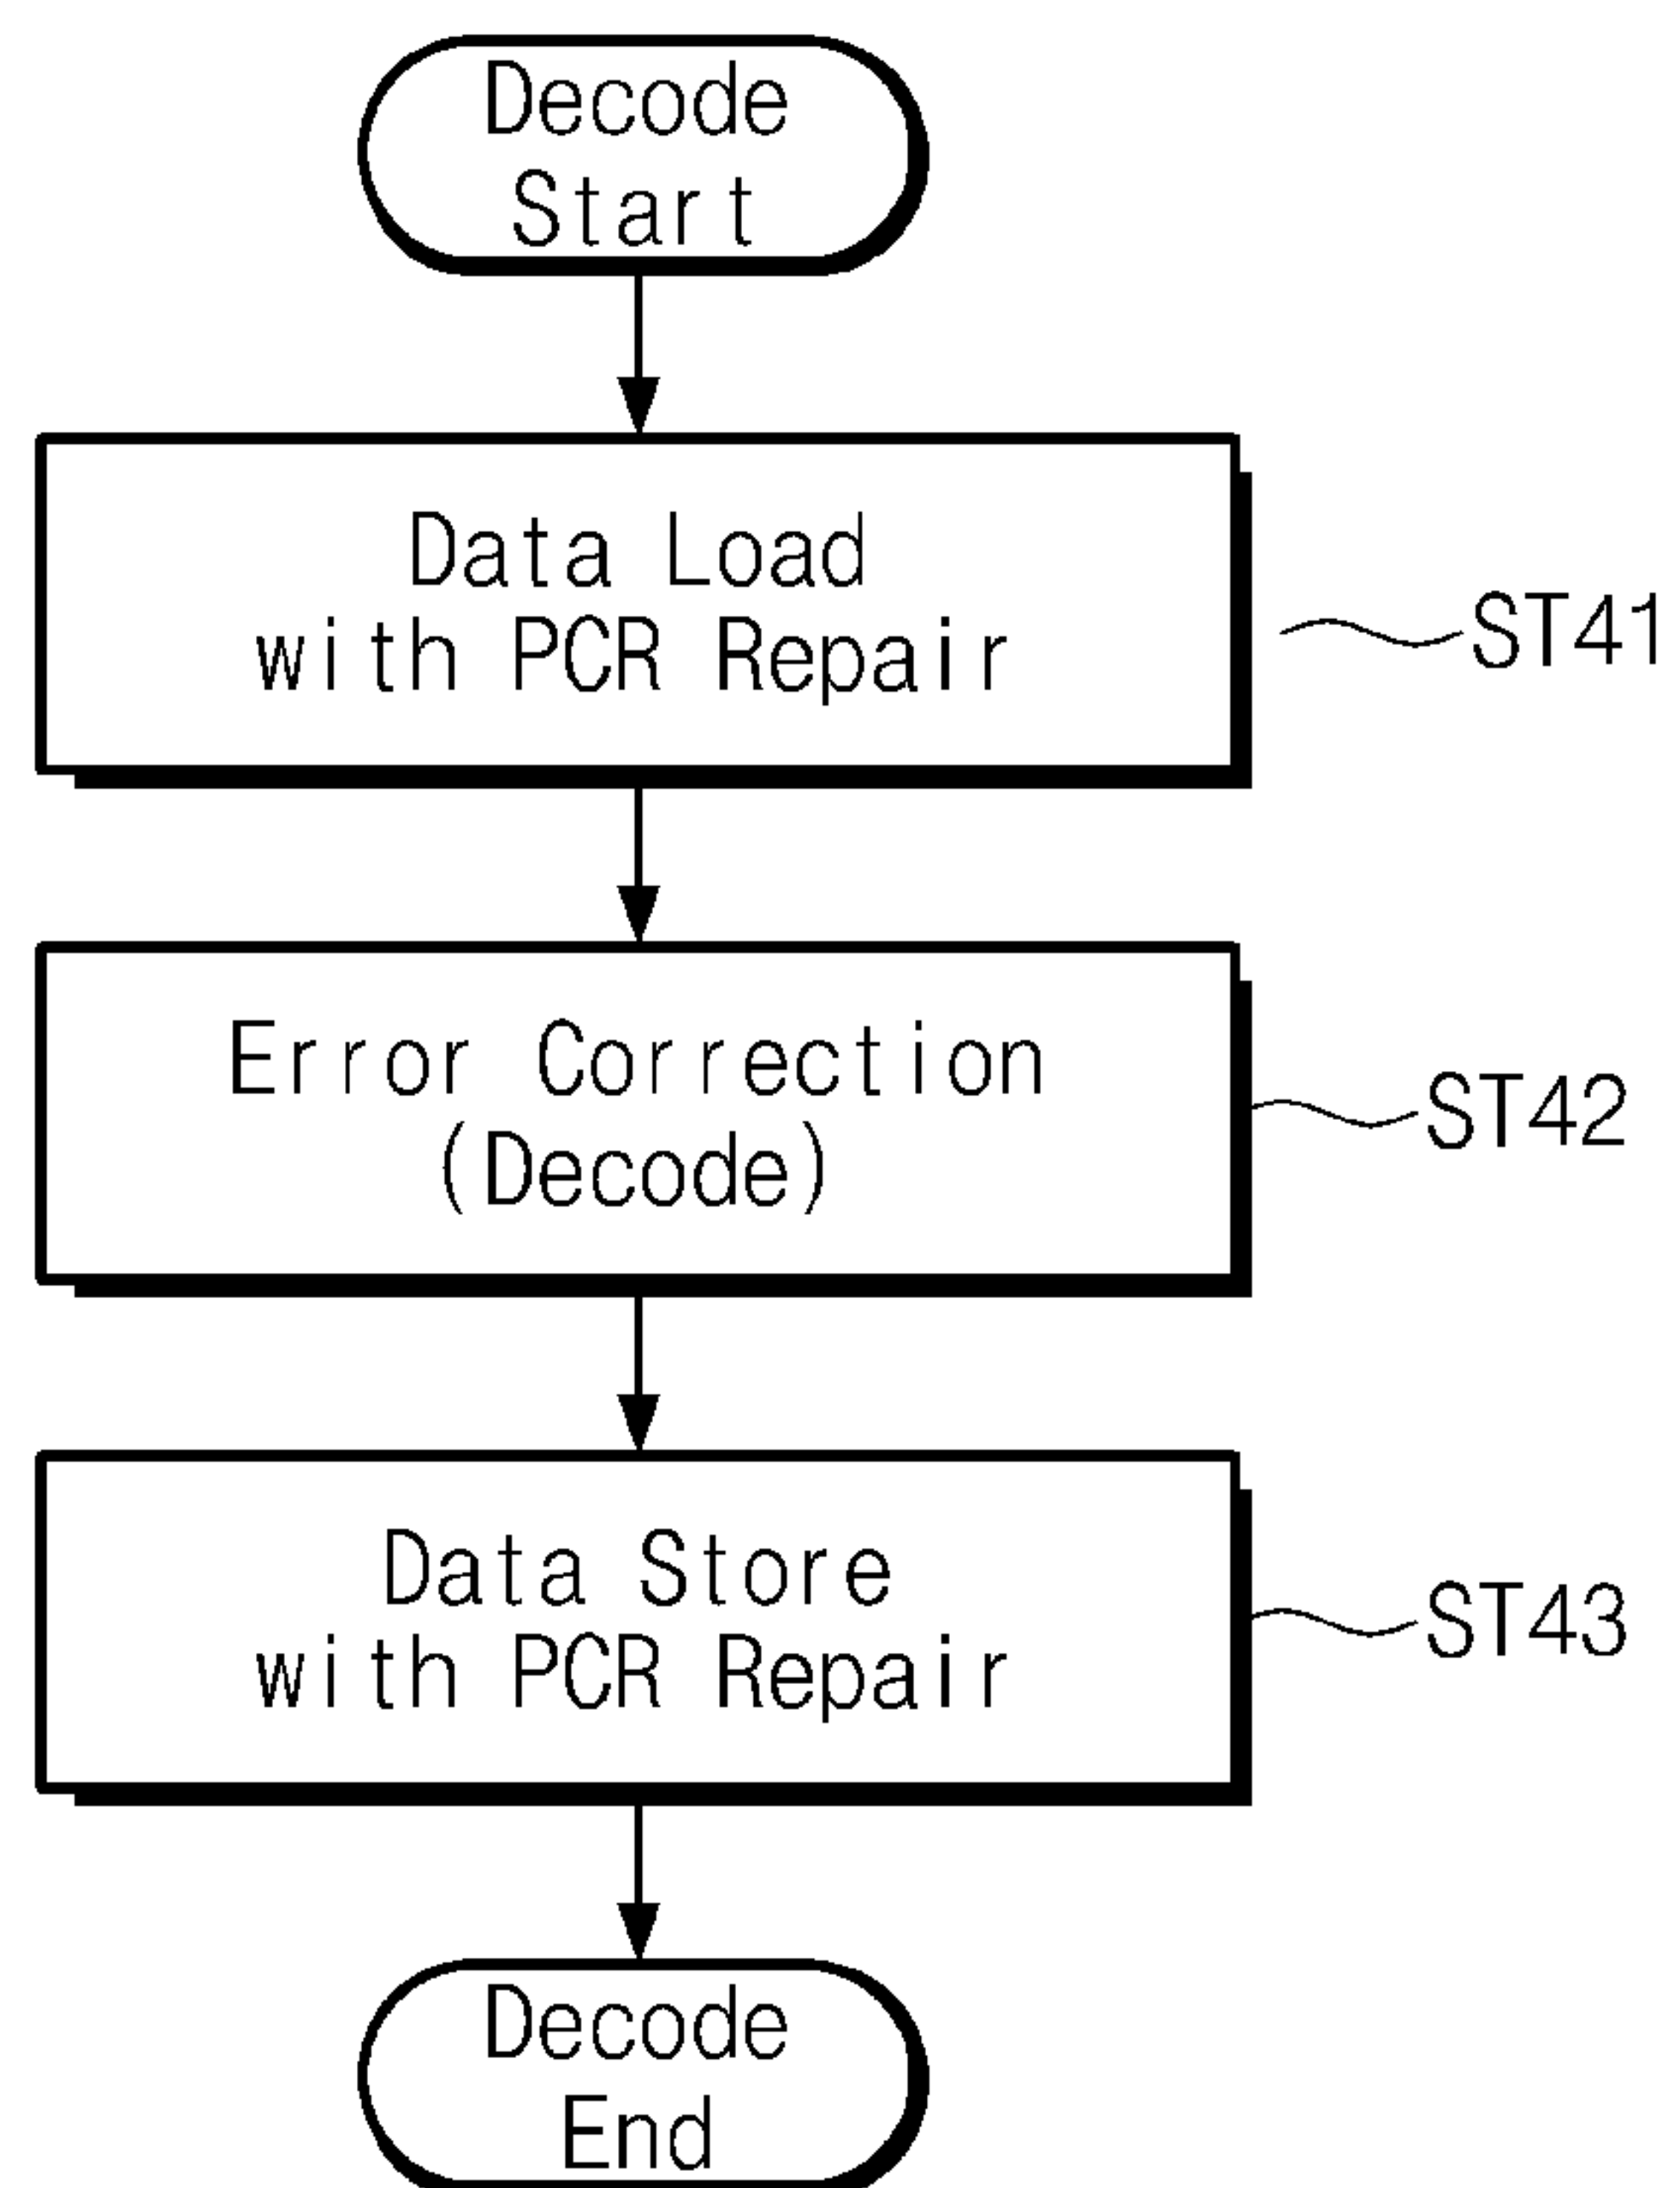 Decode
Start
Data Load
with PCR Repair
ST41
Error Correction
(Decode)
ST42
Data Store
with PCR Repair
ST43
Decode
End